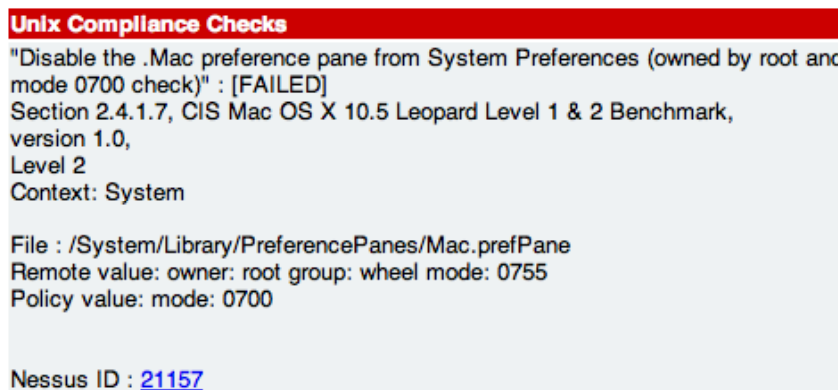 Unix Compliance Checks
"Disable the .Mac preference pane from System Preferences (owned by root and
mode 0700 check)" : [FAILED]
Section 2.4.1.7, CIS Mac OS X 10.5 Leopard Level 1 & 2 Benchmark,
version 1.0,
Level 2
Context: System
File : /System/Library/PreferencePanes/Mac.prefPane
Remote value: owner: root group: wheel mode: 0755
Policy value: mode: 0700
Nessus ID : 21157